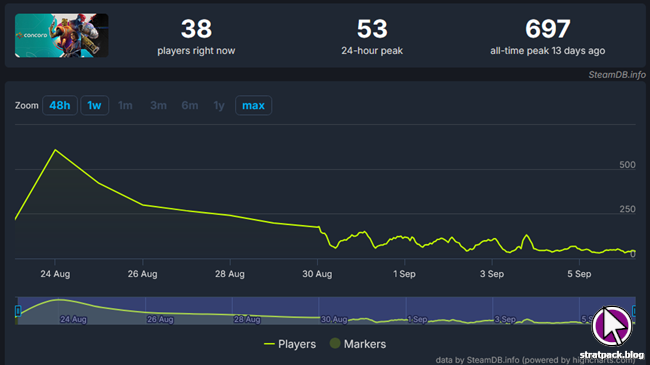 concord
38
players right now
53
24-hour peak
697
all-time peak 13 days ago
SteamDB.info
Zoom 48h 1w 1m 3m 6m 1y max
500
250
0
24 Aug 26 Aug 28 Aug 30 Aug 1 Sep 3 Sep 5 Sep
24 Aug 26 Aug 28 Aug 30 Aug 1 Sep 3 Sep 5 S
Players Markers
data by SteamDB.info (powered by highcharts.com)
stratpack.blog